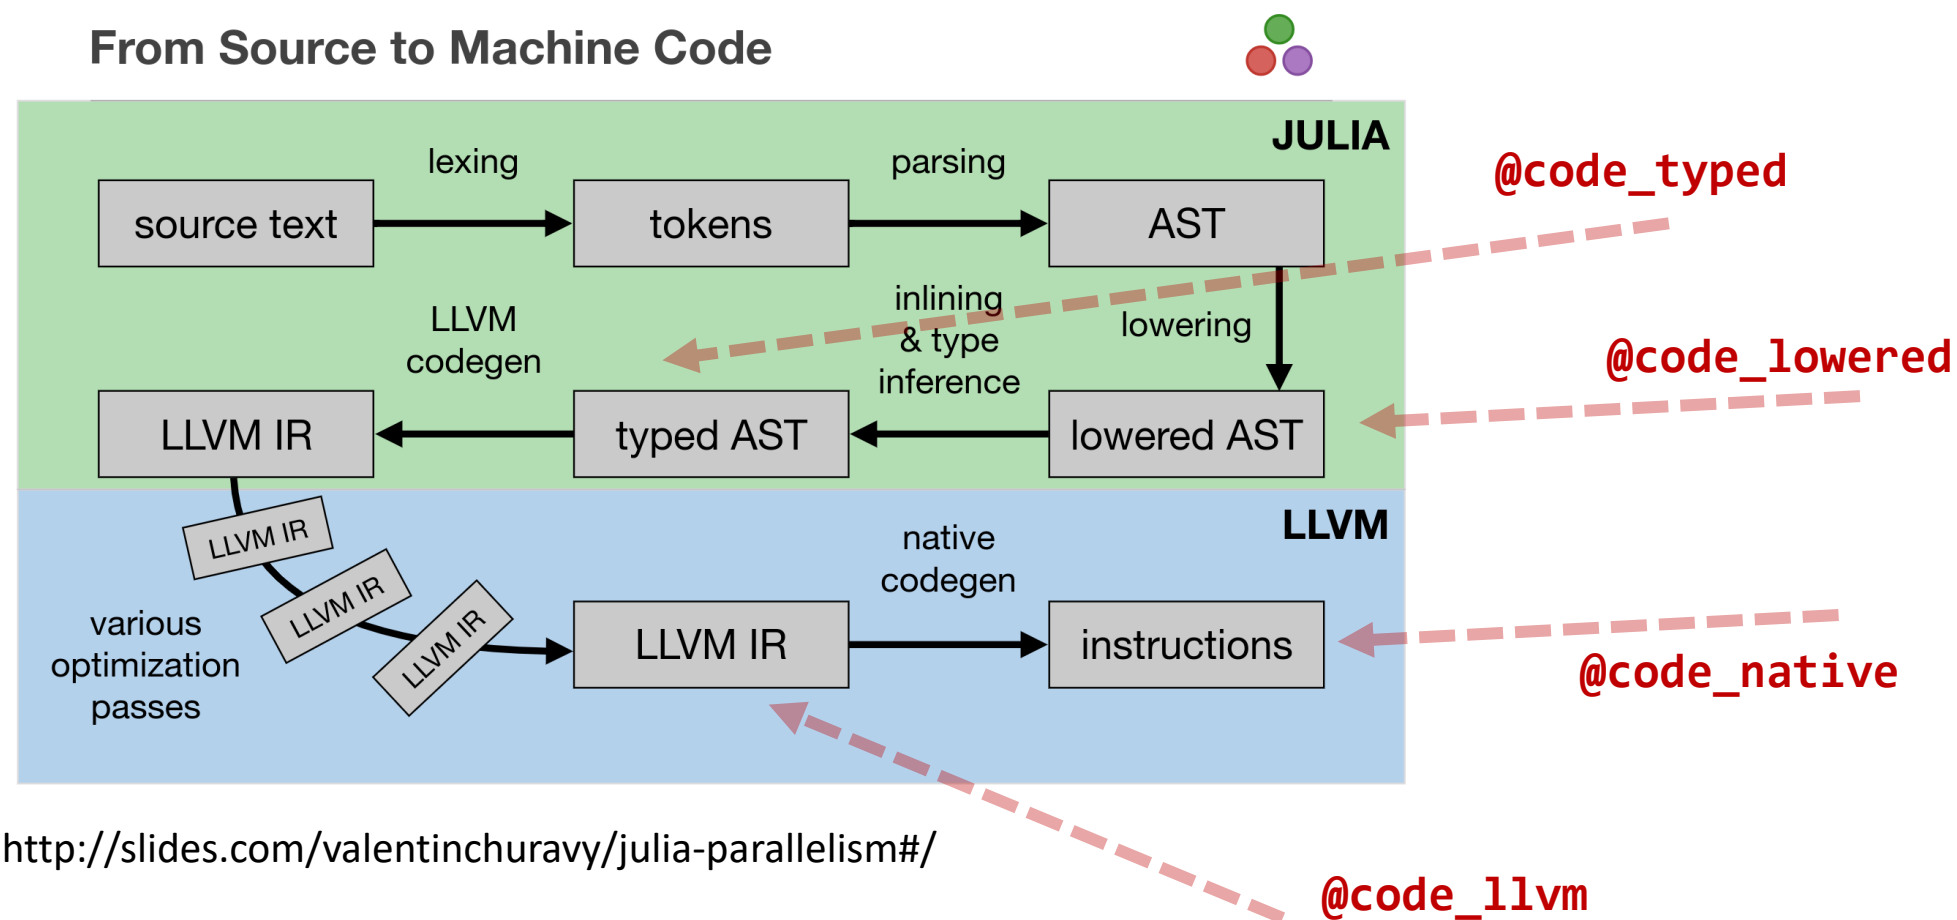 From Source to Machine Code
JULIA
lexing
parsing
@code_typed
source text
tokens
AST
inlining
& type
inference
lowering
LLVM
codegen
@code_lowered
LLVM IR
typed AST
lowered AST
LLVM
LLVM IR
LLVM IR
LLVM IR
native
codegen
various
optimization
passes
LLVM IR
instructions
@code_native
http://slides.com/valentinchuravy/julia-parallelism#/
@code_llvm